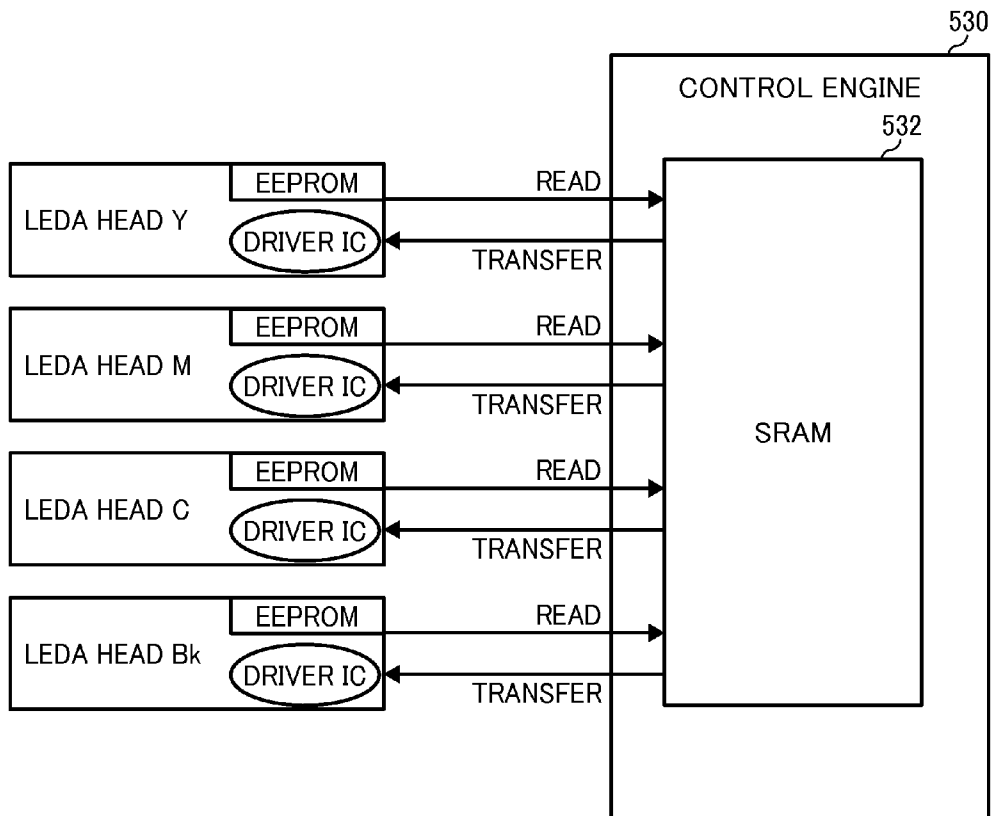 530
CONTROL ENGINE
532
EEPROM
READ
LEDA HEAD Y
DRIVER IC
TRANSFER
EEPROM
READ
LEDA HEAD M
DRIVER IC
TRANSFER
SRAM
EEPROM
READ
LEDA HEAD C
DRIVER IC
TRANSFER
EEPROM
READ
LEDA HEAD Bk
DRIVER IC
TRANSFER